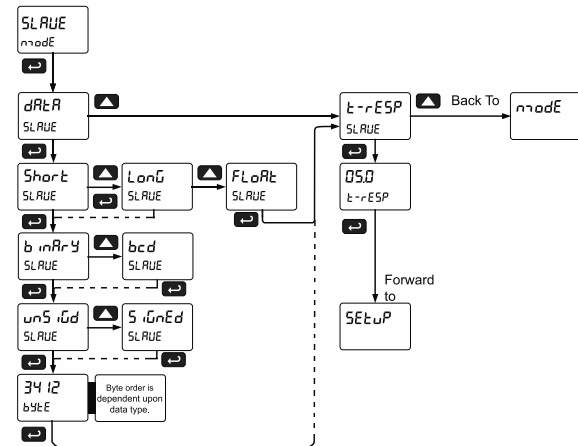 SLAVE
modE
dAtA
SLAVE
t-rESP
SLAVE
Back To
modE
Short
SLAVE
LonG
SLAVE
FLoAt
SLAVE
05.0
t-rESP
binArY
SLAVE
bcd
SLAVE
Forward
to
unSiGd
SLAVE
SiGnEd
SLAVE
SEtuP
3412
bYtE
Byte order is
dependent upon
data type.